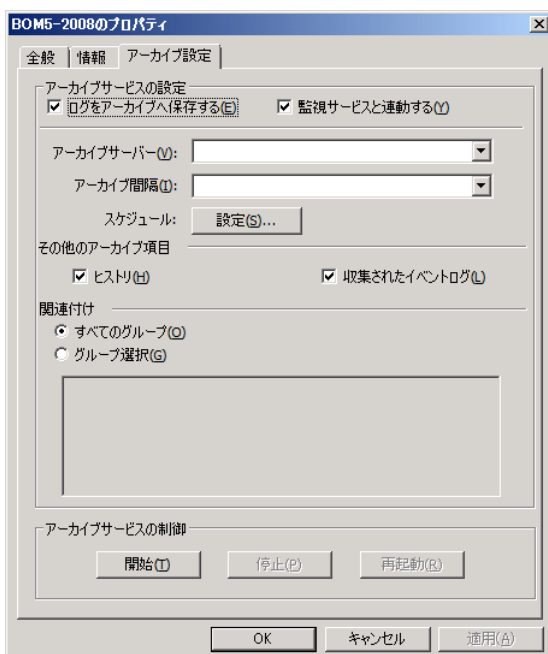 BOM5-2008のプロパティ
全般 情報 アーカイブ設定
アーカイブサービスの設定
ログをアーカイブへ保存する(E) 監視サービスと連動する(Y)
アーカイブサーバー(V):
アーカイブ間隔(I):
スケジュール: 設定(S)...
その他のアーカイブ項目
ヒストリ(H) 収集されたイベントログ(L)
関連付け
すべてのグループ(O)
グループ選択(G)
アーカイブサービスの制御
開始(T) 停止(P) 再起動(R)
OK キャンセル 適用(A)